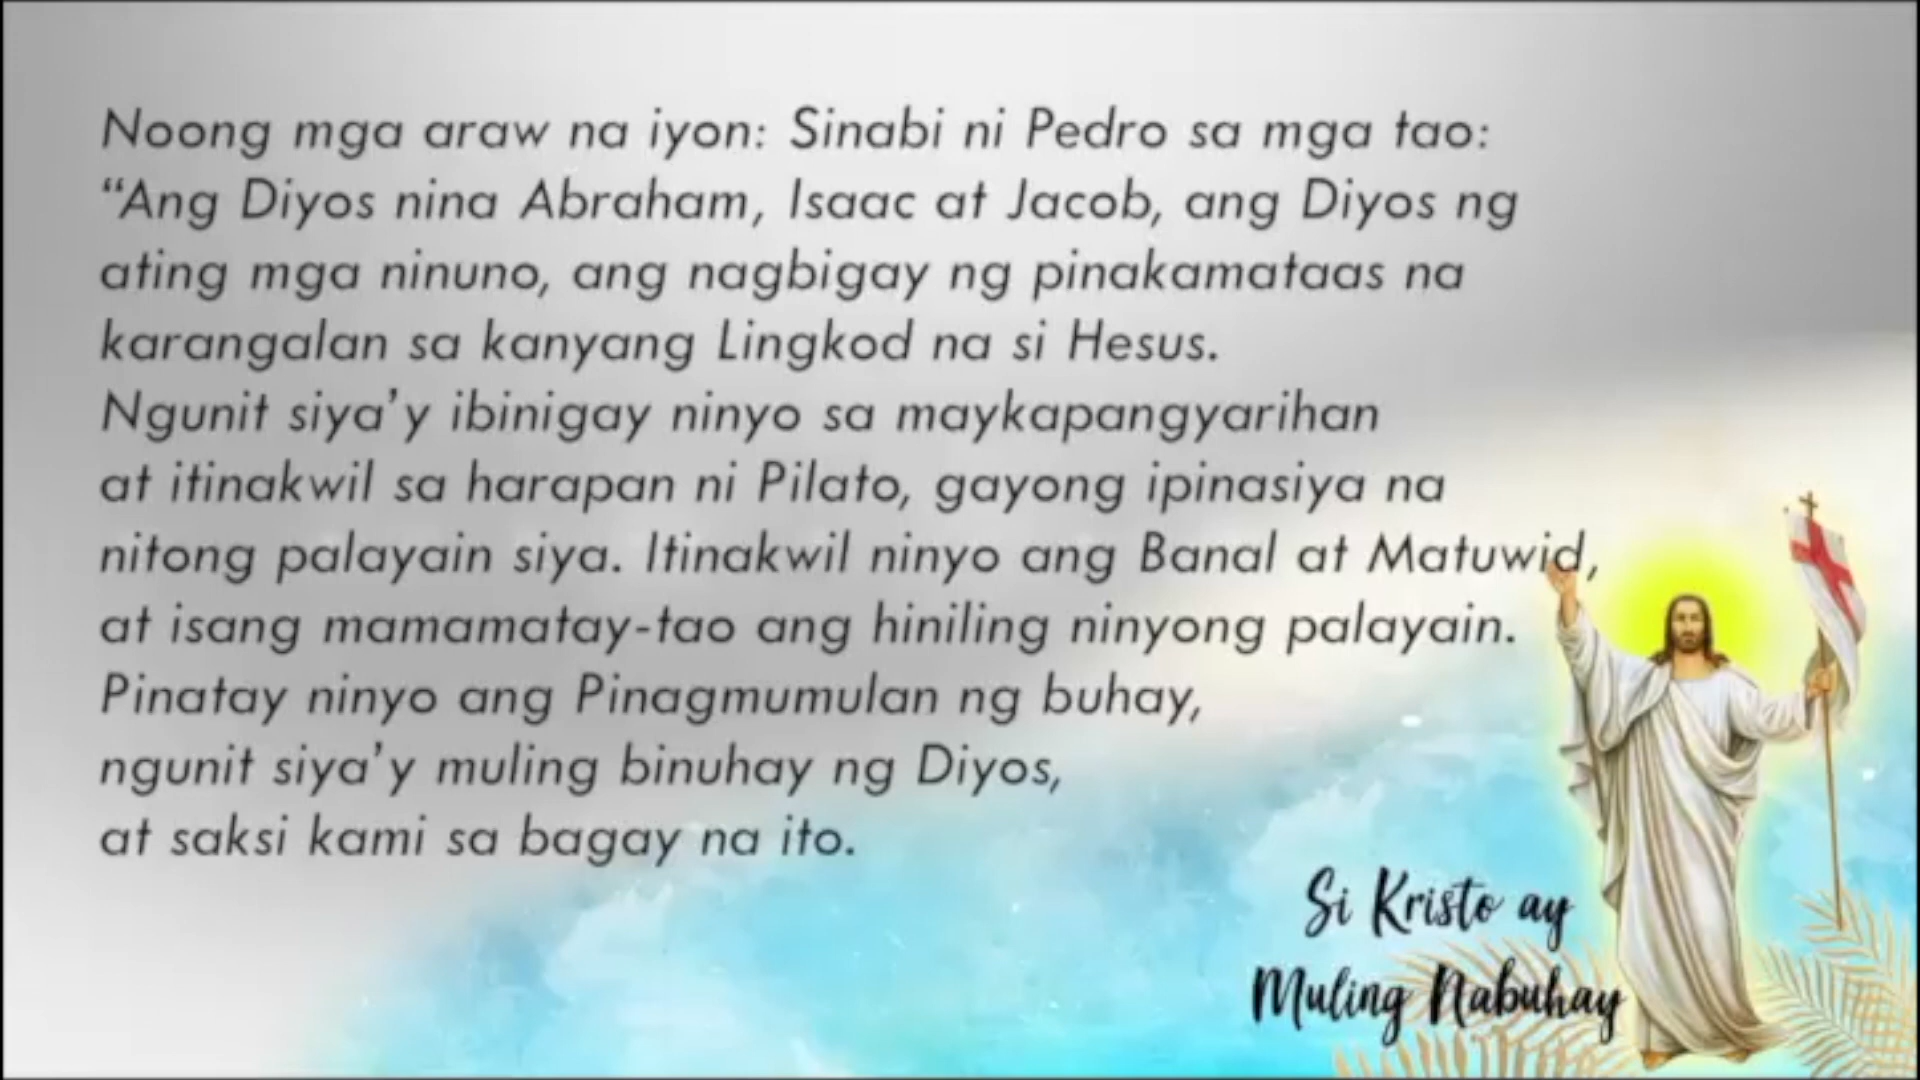 Noong mga araw na iyon: Sinabi ni Pedro sa mga tao:
“Ang Diyos nina Abraham, Isaac at Jacob, ang Diyos ng
ating mga ninuno, ang nagbigay ng pinakamataas na
karangalan sa kanyang Lingkod na si Hesus.
Ngunit siya’y ibinigay ninyo sa maykapangyarihan
at itinakwil sa harapan ni Pilato, gayong ipinasiya na
nitong palayain siya. Itinakwil ninyo ang Banal at Matuwid,
at isang mamamatay-tao ang hiniling ninyong palayain.
Pinatay ninyo ang Pinagmumulan ng buhay,
ngunit siya’y muling binuhay ng Diyos,
at saksi kami sa bagay na ito.
Si Kristo ay
Muling Nabuhay